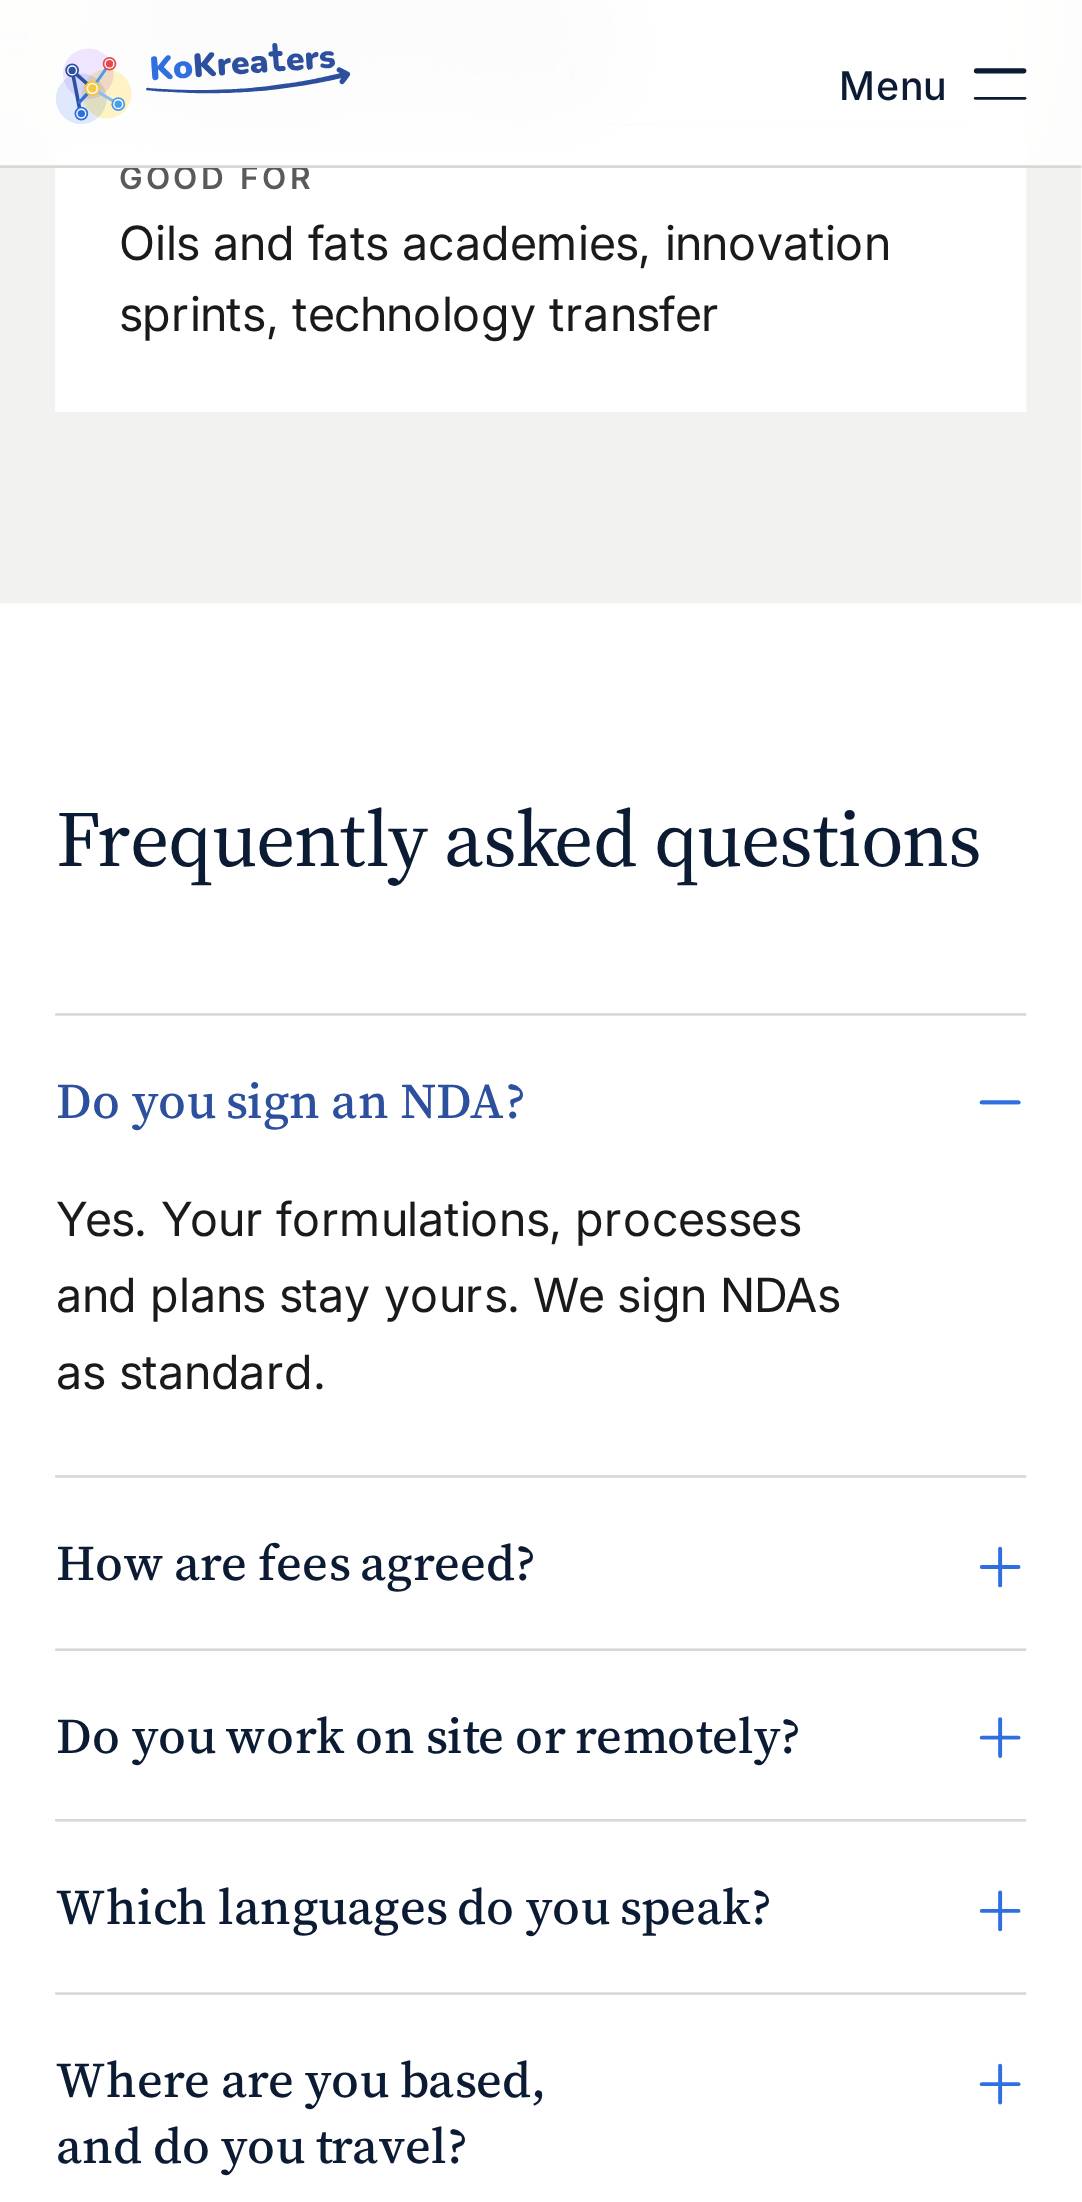 KoKreaters
Menu
GOOD FOR
Oils and fats academies, innovation
sprints, technology transfer
Frequently asked questions
Do you sign an NDA?
Yes. Your formulations, processes
and plans stay yours. We sign NDAs
as standard.
How are fees agreed?
Do you work on site or remotely?
Which languages do you speak?
Where are you based,
and do you travel?